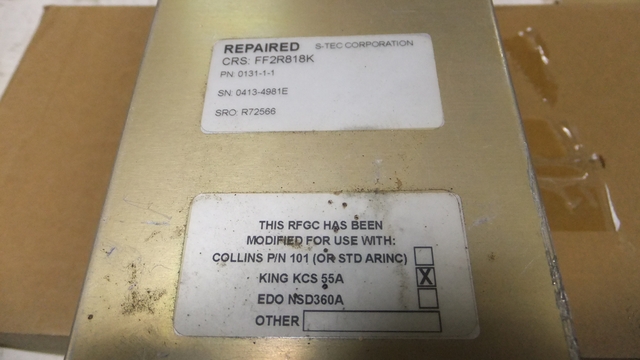 REPAIRED S-TEC CORPORATION
CRS: FF2R818K
PN: 0131-1-1
SN: 0413-4981E
SRO: R72566
THIS RFGC HAS BEEN
MODIFIED FOR USE WITH:
COLLINS P/N 101 (OR STD ARINC)
KING KCS 55A X
EDO NSD360A
OTHER